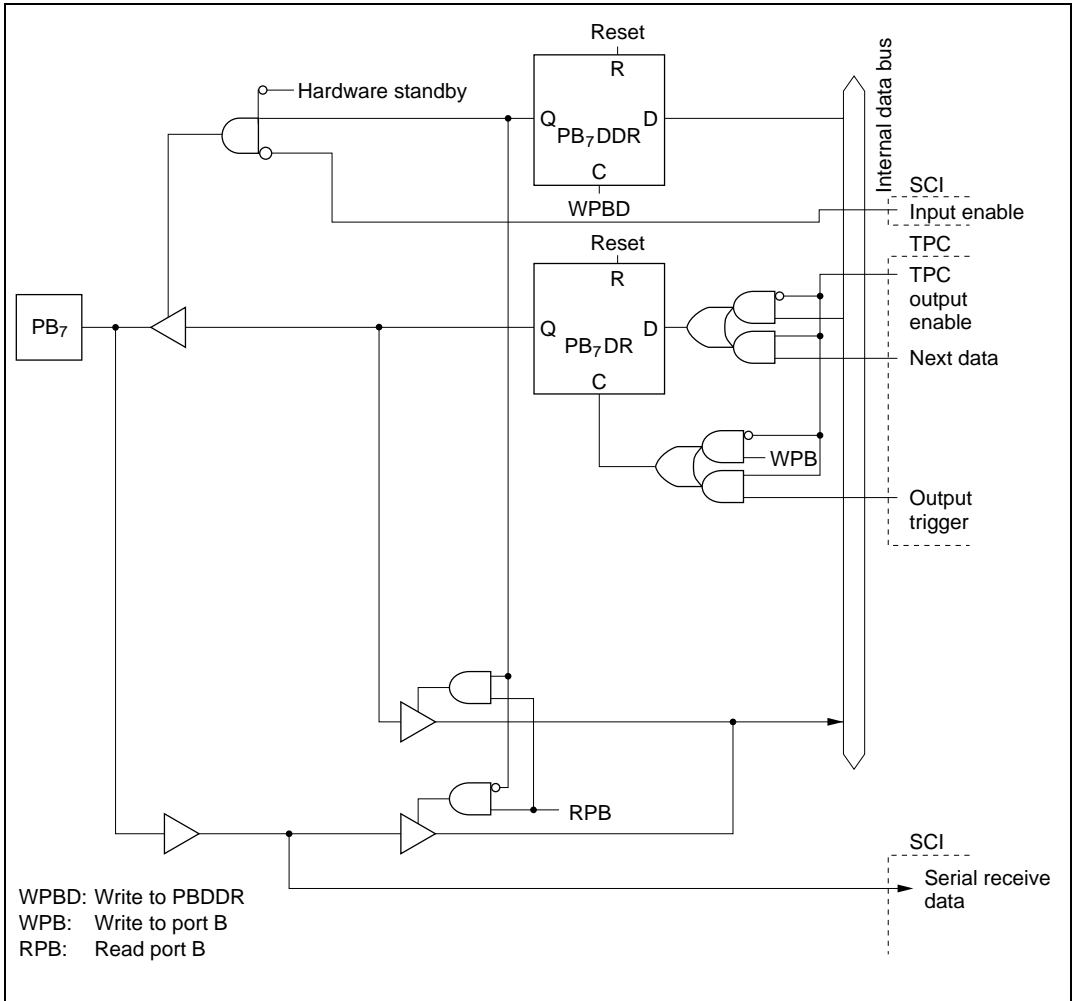 Reset
R
Hardware standby
Q
D
PB7DDR
C
WPBD
Internal data bus
SCI
Input enable
Reset
R
TPC
TPC
output
enable
PB7
Q
D
PB7DR
C
Next data
WPB
Output
trigger
RPB
SCI
Serial receive
data
WPBD: Write to PBDDR
WPB: Write to port B
RPB: Read port B